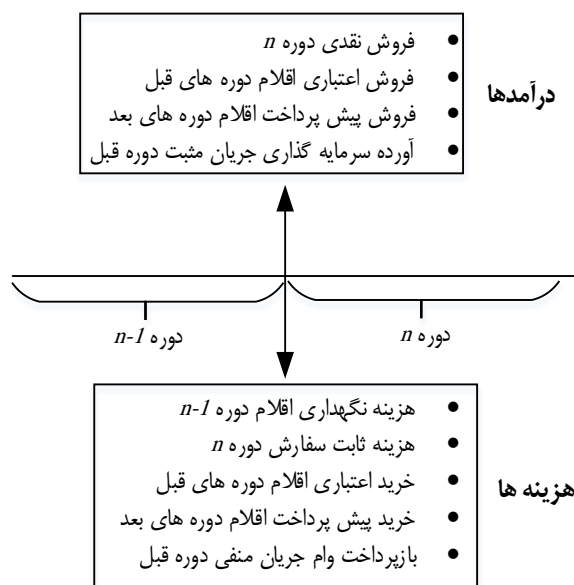 فروش نقدی دوره n
فروش اعتباری اقلام دوره های قبل
فروش پیش پرداخت اقلام دوره های بعد
آورده سرمایه گذاری جریان مثبت دوره قبل
درآمدها
دوره n
دوره n-1
هزینه نگهداری اقلام دوره n-1
هزینه ثابت سفارش دوره n
خرید اعتباری اقلام دوره های قبل
خرید پیش پرداخت اقلام دوره های بعد
بازپرداخت وام جریان منفی دوره قبل
هزینه ها